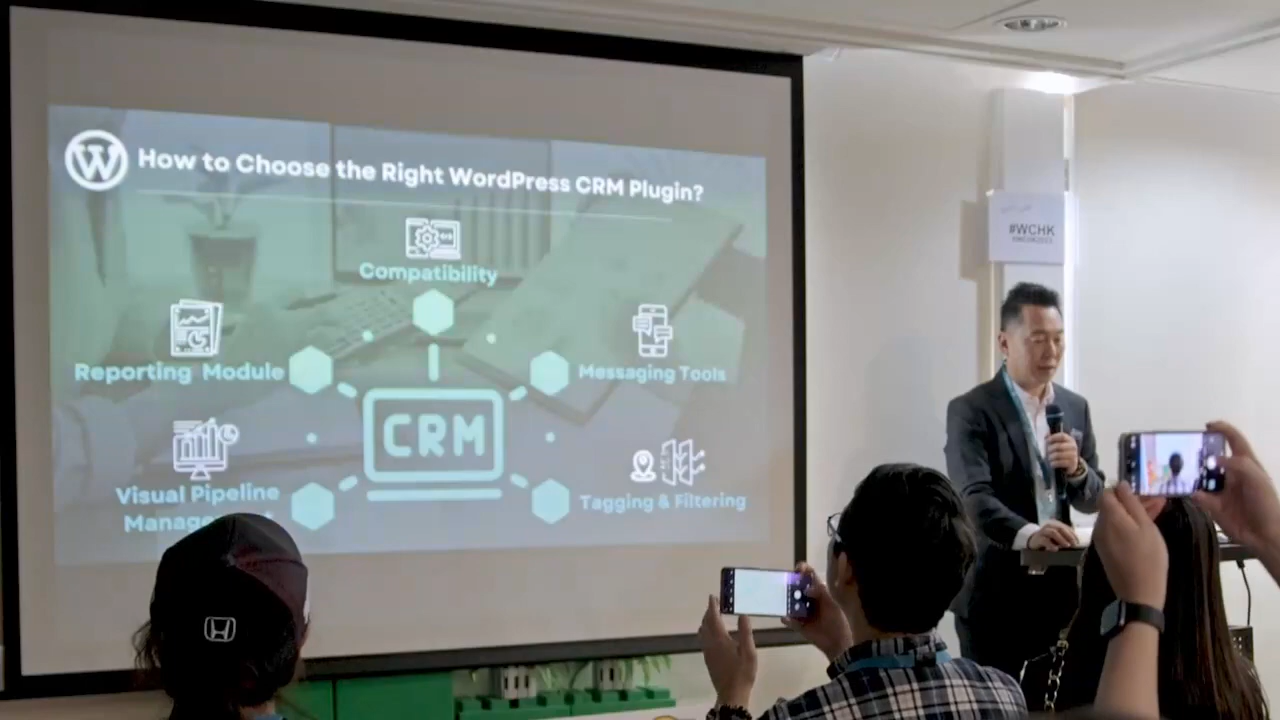 How to Choose the Right WordPress CRM Plugin?
Compatibility
Reporting Module
Messaging Tools
CRM
Visual Pipeline
Tagging & Filtering
#WCHK